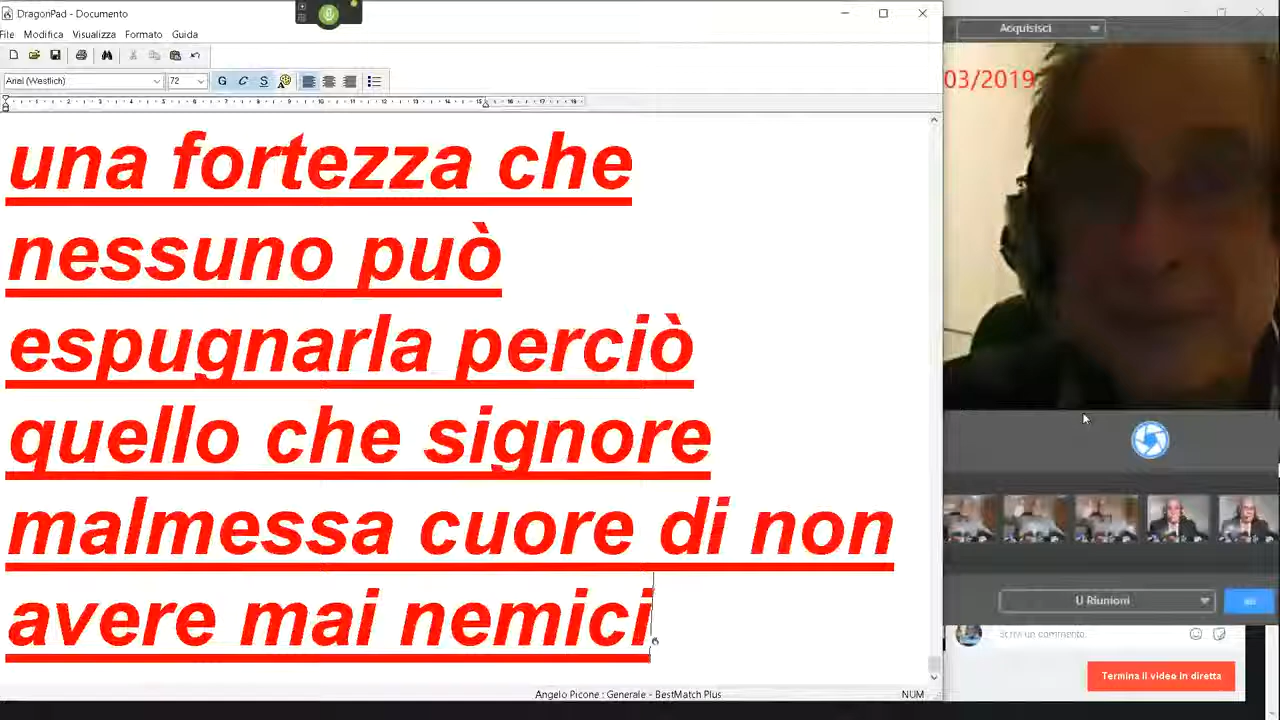 DragonPad - Documento
File Modifica Visualizza Formato Guida
Arial (Westlich) 72 G C S
una fortezza che
nessuno può
espugnarla perciò
quello che signore
malmessa cuore di non
avere mai nemici
Angelo Picone : Generale - BestMatch Plus NUM
Acquisisci
03/2019
U Riunioni
Scrivi un commento.
Termina il video in diretta